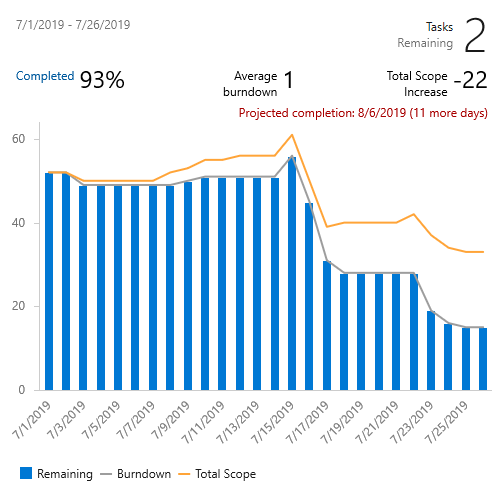 7/1/2019 - 7/26/2019
Tasks
Remaining
2
Completed
93%
Average
burndown
1
Total Scope
Increase
-22
Projected completion: 8/6/2019 (11 more days)
60
40
20
0
7/1/2019
7/3/2019
7/5/2019
7/7/2019
7/9/2019
7/11/2019
7/13/2019
7/15/2019
7/17/2019
7/19/2019
7/21/2019
7/23/2019
7/25/2019
Remaining
Burndown
Total Scope